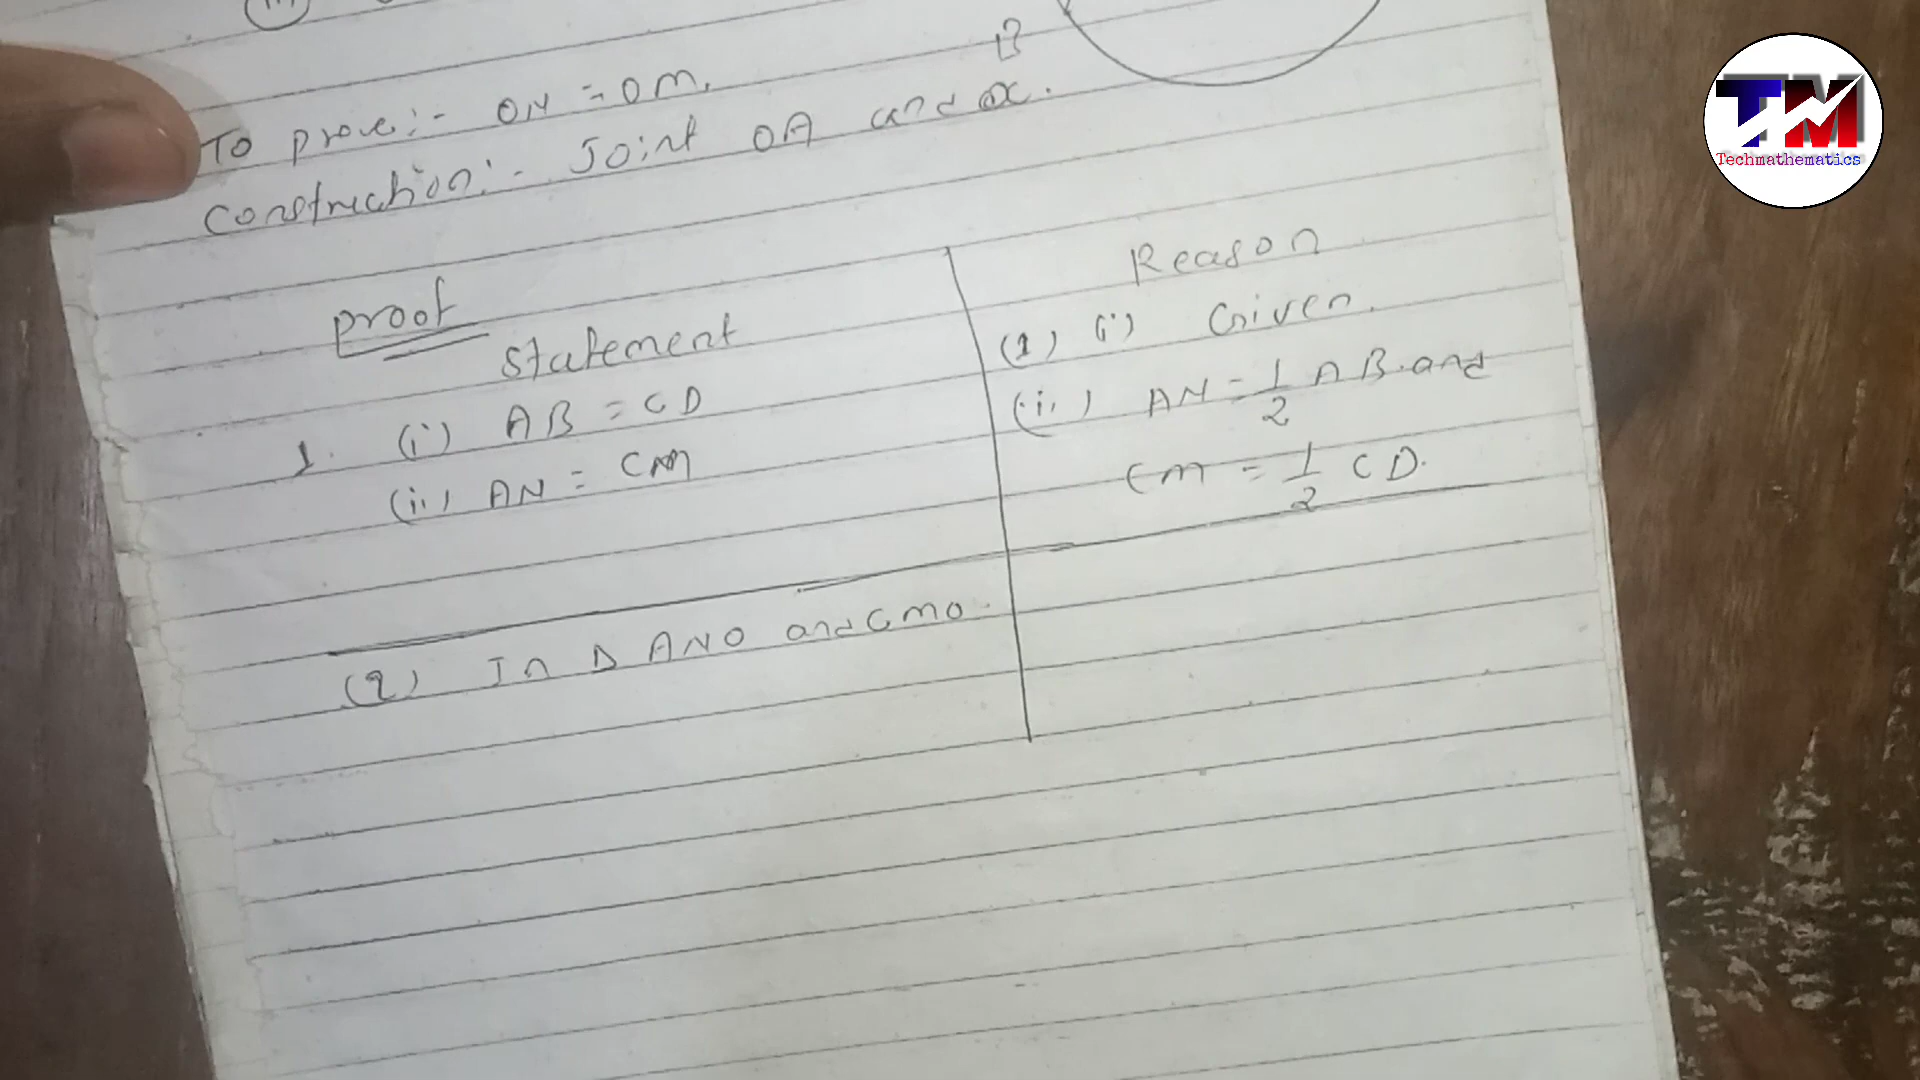 B
To prove:- ON = OM.
Construction:- Joint OA and OC.
Proof
Statement
Reason
1. (i) AB = CD
(1) (i) Given.
(ii) AN = CM
(ii) AN = 1/2 AB and
CM = 1/2 CD.
(2) In Δ ANO and CMO.
TM
Techmathematics